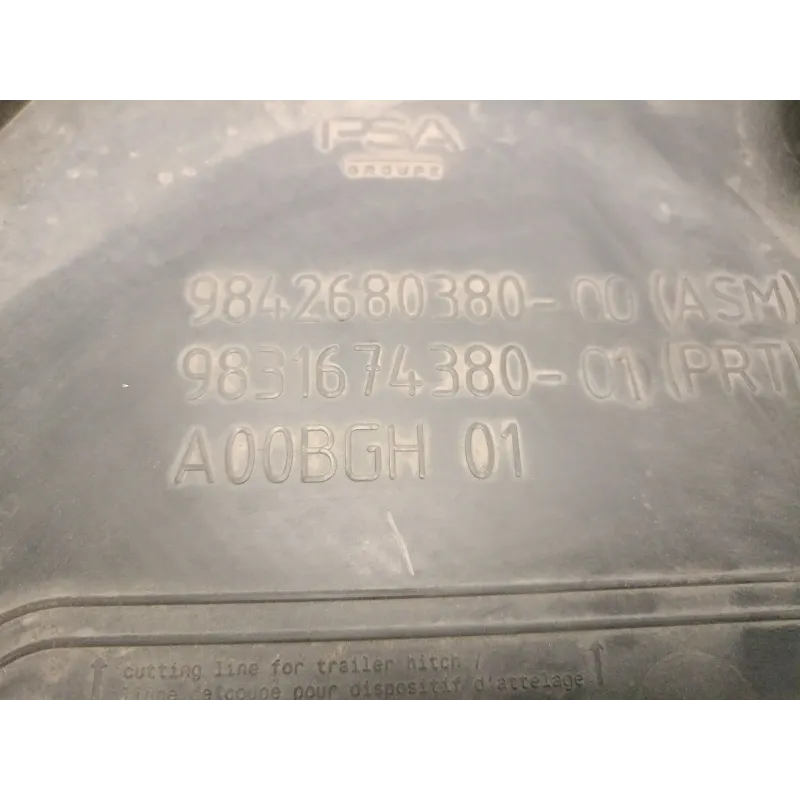 PSA
GROUPE
9842680380-00 (ASM)
9831674380-01 (PRT)
A00BGH 01
↑ cutting line for trailer hitch / ↑
ligne pour dispositif d'attelage